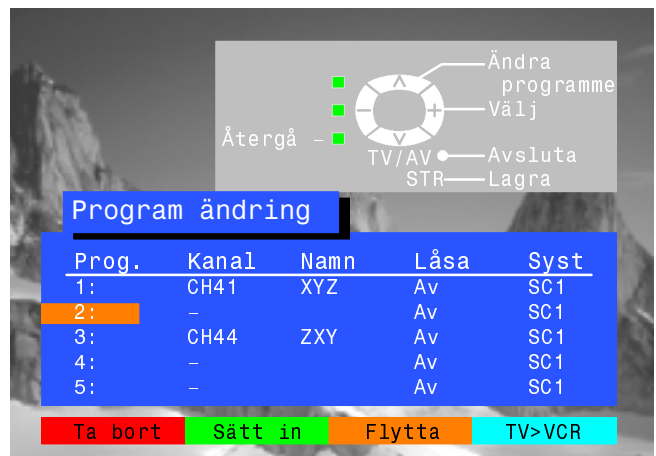 Ändra
programme
Välj
Återgå –
TV/AV
Avsluta
STR
Lagra
Program ändring
Prog. Kanal Namn Låsa Syst
1: CH41 XYZ Av SC1
2: – Av SC1
3: CH44 ZXY Av SC1
4: – Av SC1
5: – Av SC1
Ta bort Sätt in Flytta TV>VCR